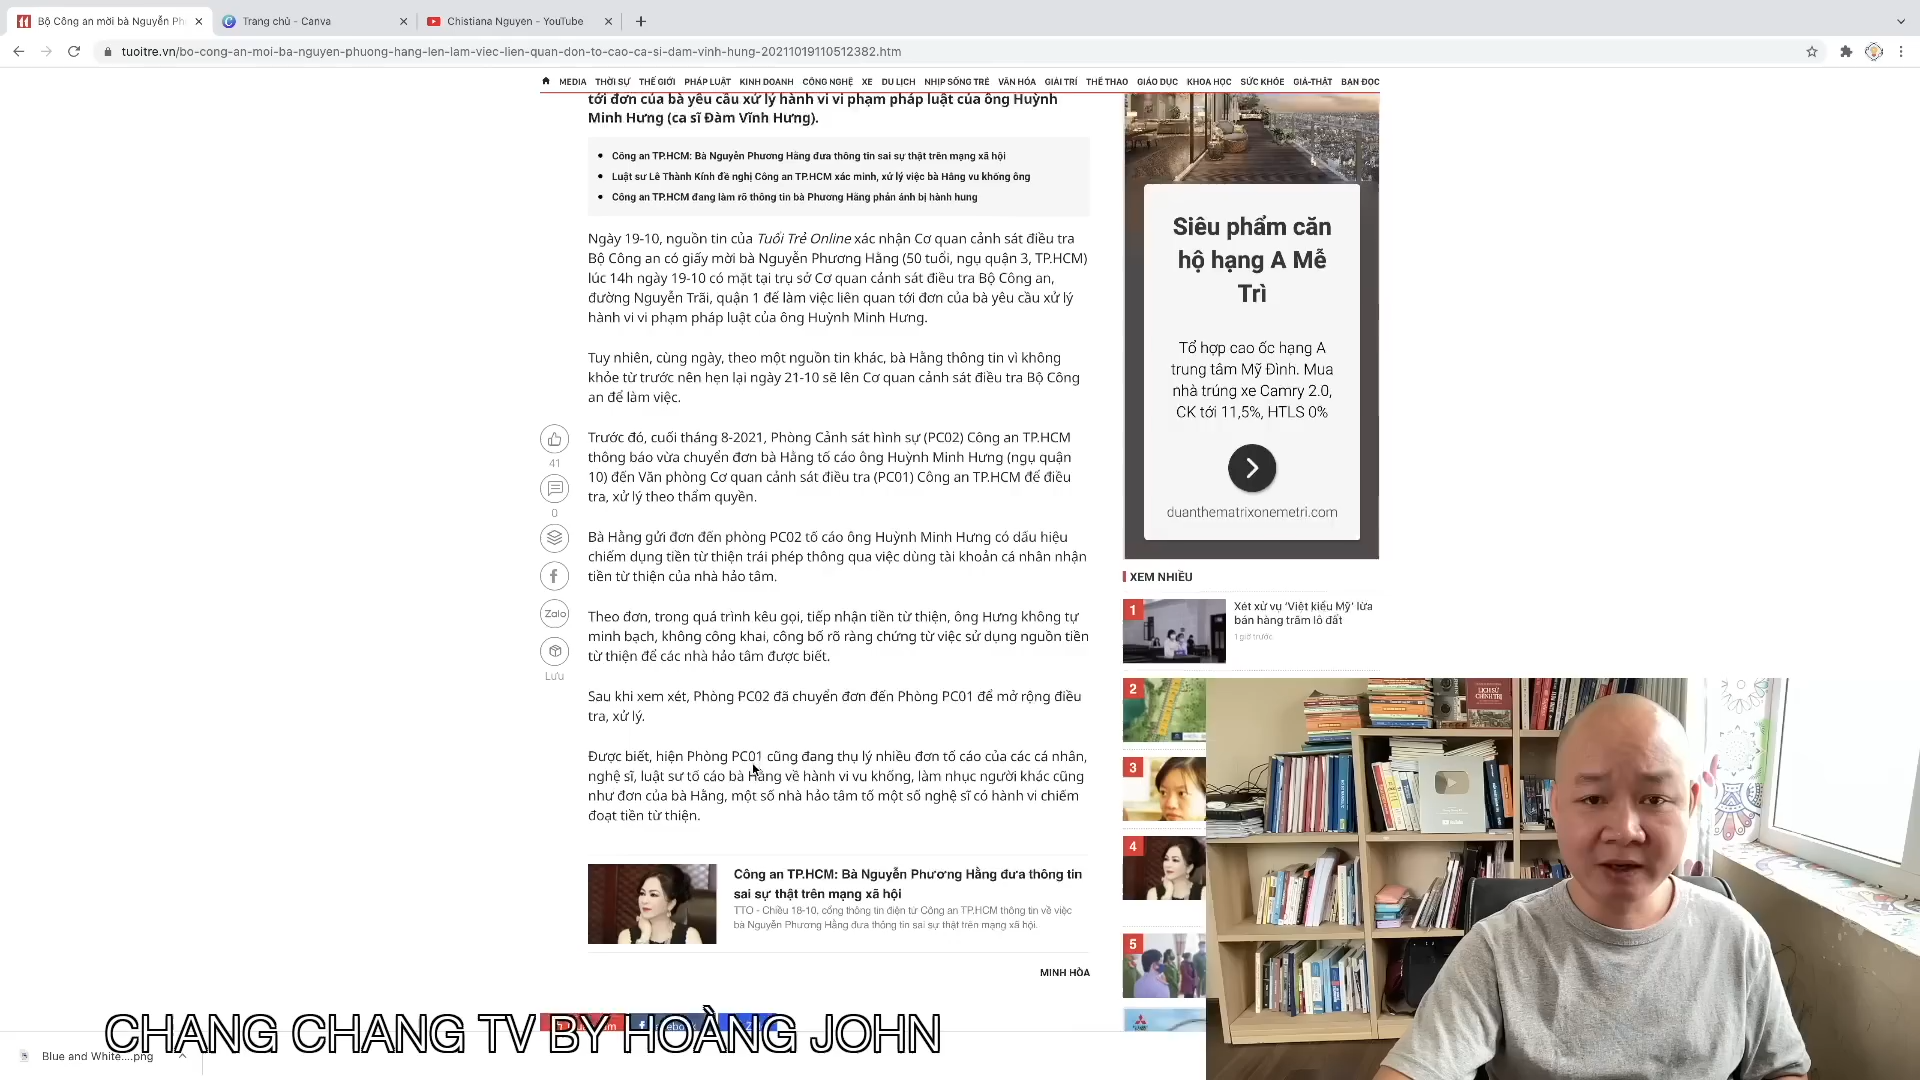 Bộ Công an mời bà Nguyễn Ph
Trang chủ - Canva
Chistiana Nguyen - YouTube
tuoitre.vn/bo-cong-an-moi-ba-nguyen-phuong-hang-len-lam-viec-lien-quan-don-to-cao-ca-si-dam-vinh-hung-20211019110512382.htm
MEDIA THỜI SỰ THẾ GIỚI PHÁP LUẬT KINH DOANH CÔNG NGHỆ XE DU LỊCH NHỊP SỐNG TRẺ VĂN HÓA GIẢI TRÍ THỂ THAO GIÁO DỤC KHOA HỌC SỨC KHỎE GIẢ-THẬT BẠN ĐỌC
tới đơn của bà yêu cầu xử lý hành vi vi phạm pháp luật của ông Huỳnh
Minh Hưng (ca sĩ Đàm Vĩnh Hưng).
Công an TP.HCM: Bà Nguyễn Phương Hằng đưa thông tin sai sự thật trên mạng xã hội
Luật sư Lê Thành Kính đề nghị Công an TP.HCM xác minh, xử lý việc bà Hằng vu khống ông
Công an TP.HCM đang làm rõ thông tin bà Phương Hằng phản ánh bị hành hung
Ngày 19-10, nguồn tin của Tuổi Trẻ Online xác nhận Cơ quan cảnh sát điều tra
Bộ Công an có giấy mời bà Nguyễn Phương Hằng (50 tuổi, ngụ quận 3, TP.HCM)
lúc 14h ngày 19-10 có mặt tại trụ sở Cơ quan cảnh sát điều tra Bộ Công an,
đường Nguyễn Trãi, quận 1 để làm việc liên quan tới đơn của bà yêu cầu xử lý
hành vi vi phạm pháp luật của ông Huỳnh Minh Hưng.
Tuy nhiên, cùng ngày, theo một nguồn tin khác, bà Hằng thông tin vì không
khỏe từ trước nên hẹn lại ngày 21-10 sẽ lên Cơ quan cảnh sát điều tra Bộ Công
an để làm việc.
Trước đó, cuối tháng 8-2021, Phòng Cảnh sát hình sự (PC02) Công an TP.HCM
thông báo vừa chuyển đơn bà Hằng tố cáo ông Huỳnh Minh Hưng (ngụ quận
10) đến Văn phòng Cơ quan cảnh sát điều tra (PC01) Công an TP.HCM để điều
tra, xử lý theo thẩm quyền.
Bà Hằng gửi đơn đến phòng PC02 tố cáo ông Huỳnh Minh Hưng có dấu hiệu
chiếm dụng tiền từ thiện trái phép thông qua việc dùng tài khoản cá nhân nhận
tiền từ thiện của nhà hảo tâm.
Theo đơn, trong quá trình kêu gọi, tiếp nhận tiền từ thiện, ông Hưng không tự
minh bạch, không công khai, công bố rõ ràng chứng từ việc sử dụng nguồn tiền
từ thiện để các nhà hảo tâm được biết.
Sau khi xem xét, Phòng PC02 đã chuyển đơn đến Phòng PC01 để mở rộng điều
tra, xử lý.
Được biết, hiện Phòng PC01 cũng đang thụ lý nhiều đơn tố cáo của các cá nhân,
nghệ sĩ, luật sư tố cáo bà Hằng về hành vi vu khống, làm nhục người khác cũng
như đơn của bà Hằng, một số nhà hảo tâm tố một số nghệ sĩ có hành vi chiếm
đoạt tiền từ thiện.
41
0
Zalo
Lưu
Công an TP.HCM: Bà Nguyễn Phương Hằng đưa thông tin
sai sự thật trên mạng xã hội
TTO - Chiều 18-10, cổng thông tin điện tử Công an TP.HCM thông tin về việc
bà Nguyễn Phương Hằng đưa thông tin sai sự thật trên mạng xã hội.
MINH HÒA
Siêu phẩm căn
hộ hạng A Mễ
Trì
Tổ hợp cao ốc hạng A
trung tâm Mỹ Đình. Mua
nhà trúng xe Camry 2.0,
CK tới 11,5%, HTLS 0%
duanthematrixonemetri.com
XEM NHIỀU
1
Xét xử vụ 'Việt kiều Mỹ' lừa
bán hàng trăm lô đất
1 giờ trước
2
3
4
5
LỊCH SỬ
CHÍNH TRỊ
CHANG CHANG TV BY HOÀNG JOHN
Blue and White....png